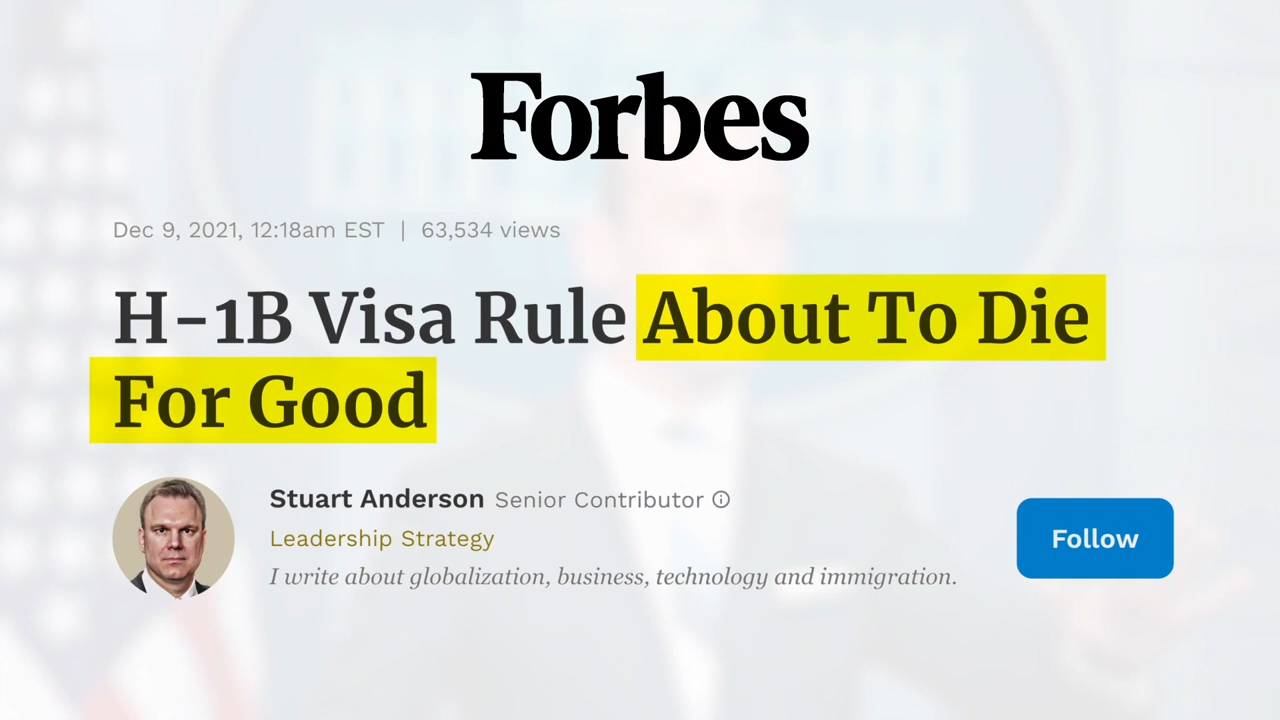 Forbes
Dec 9, 2021, 12:18am EST | 63,534 views
H-1B Visa Rule About To Die
For Good
Stuart Anderson Senior Contributor
Leadership Strategy
I write about globalization, business, technology and immigration.
Follow